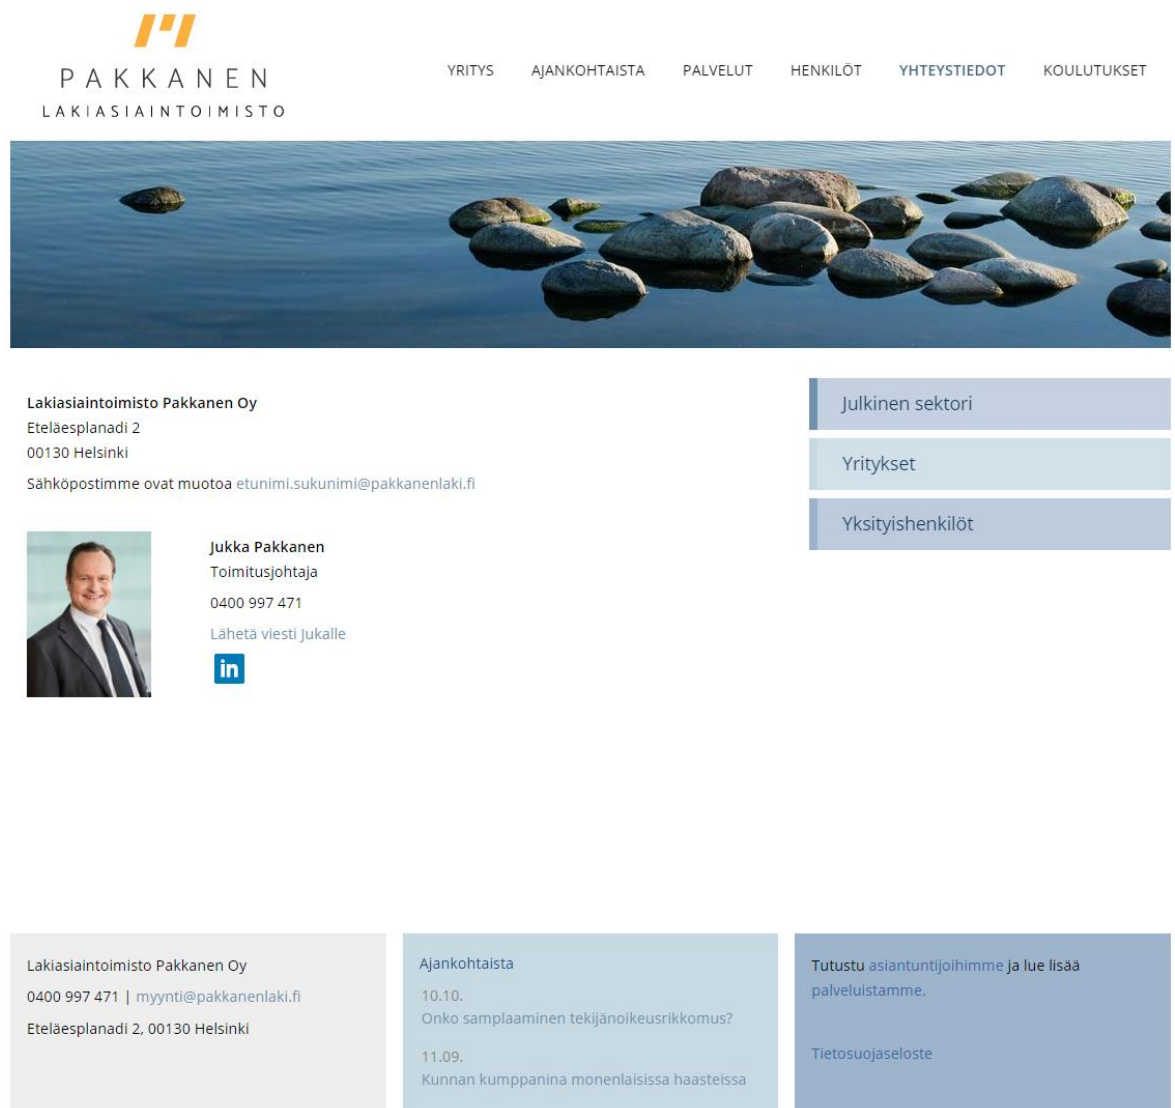 PAKKANEN
LAKIASIAINTOIMISTO
YRITYS AJANKOHTAISTA PALVELUT HENKILÖT YHTEYSTIEDOT KOULUTUKSET
Lakiasiaintoimisto Pakkanen Oy
Eteläesplanadi 2
00130 Helsinki
Sähköpostimme ovat muotoa etunimi.sukunimi@pakkanenlaki.fi
Jukka Pakkanen
Toimitusjohtaja
0400 997 471
Lähetä viesti Jukalle
in
Julkinen sektori
Yritykset
Yksityishenkilöt
Lakiasiaintoimisto Pakkanen Oy
0400 997 471 | myynti@pakkanenlaki.fi
Eteläesplanadi 2, 00130 Helsinki
Ajankohtaista
10.10.
Onko samplaaminen tekijänoikeusrikkomus?
11.09.
Kunnan kumppanina monenlaisissa haasteissa
Tutustu asiantuntijoihimme ja lue lisää
palveluistamme.
Tietosuojaseloste